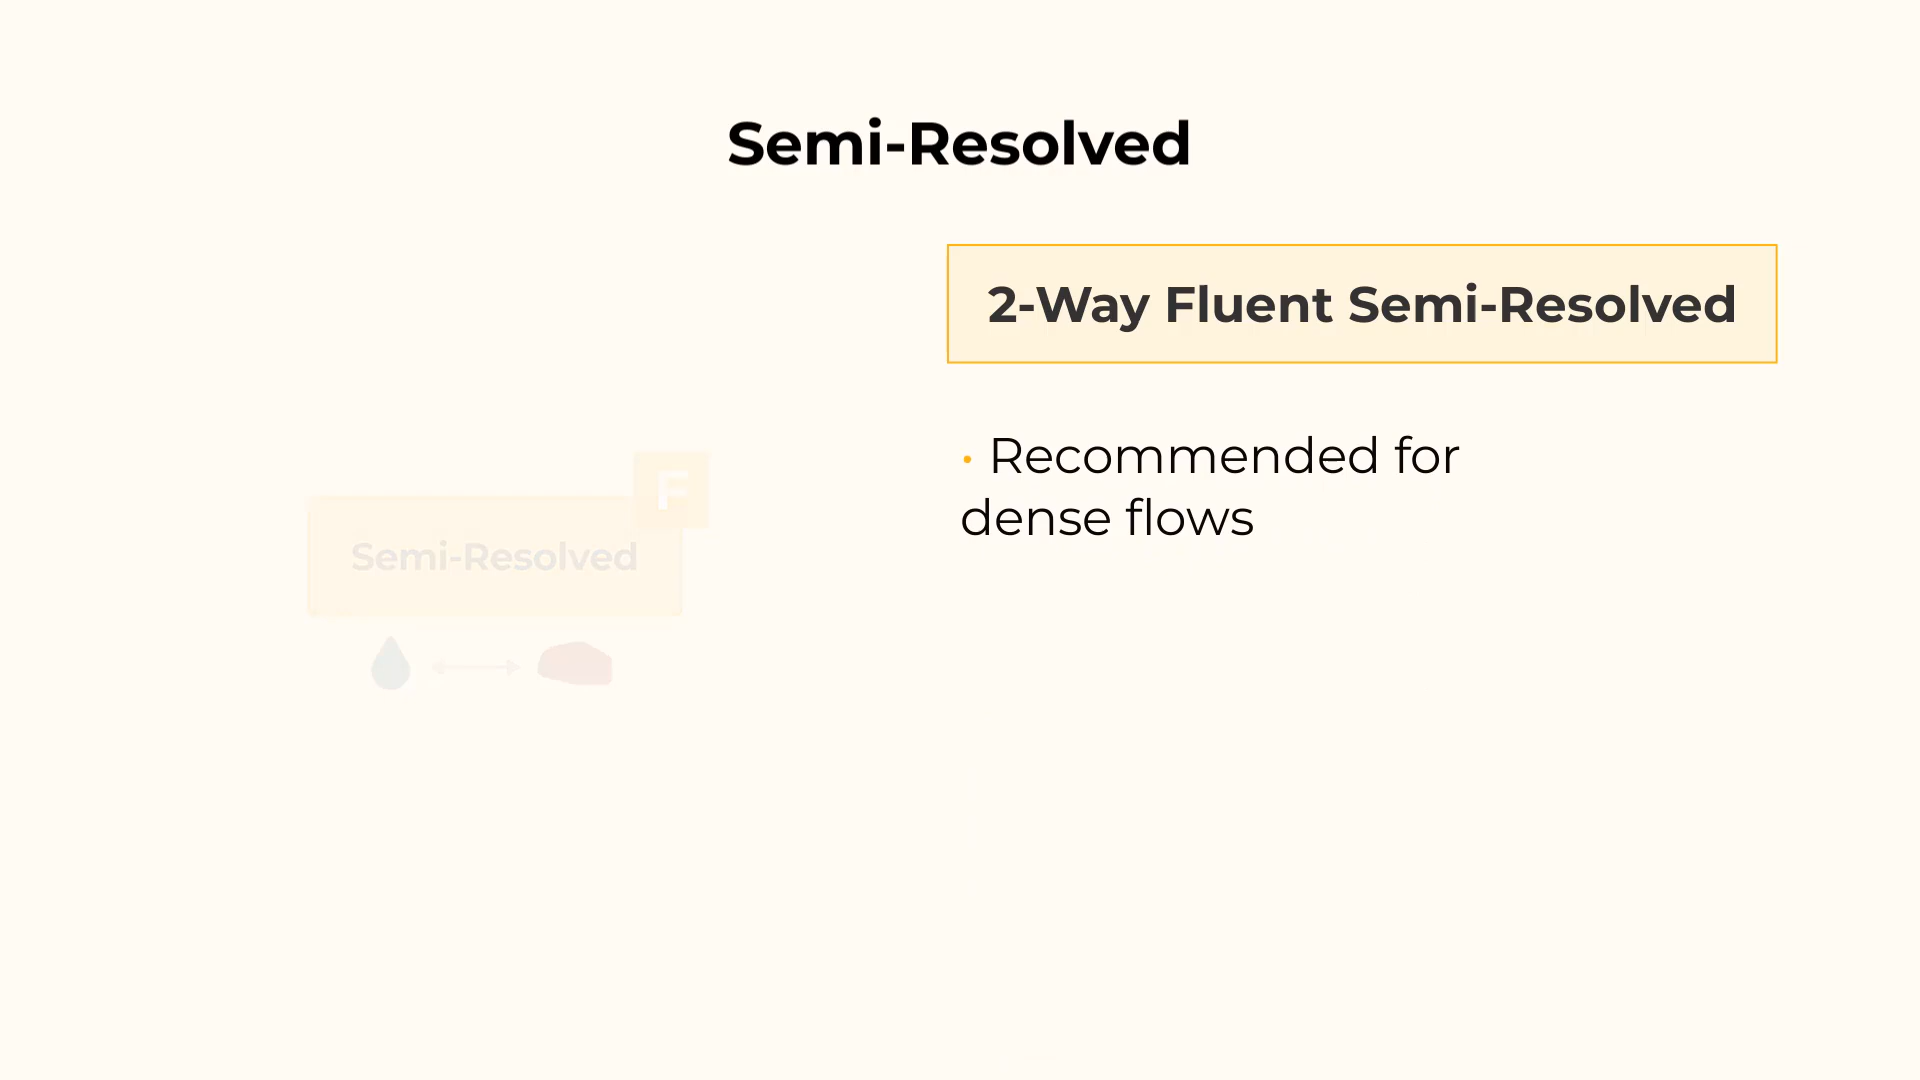 Semi-Resolved
2-Way Fluent Semi-Resolved
• Recommended for
dense flows
F
Semi-Resolved